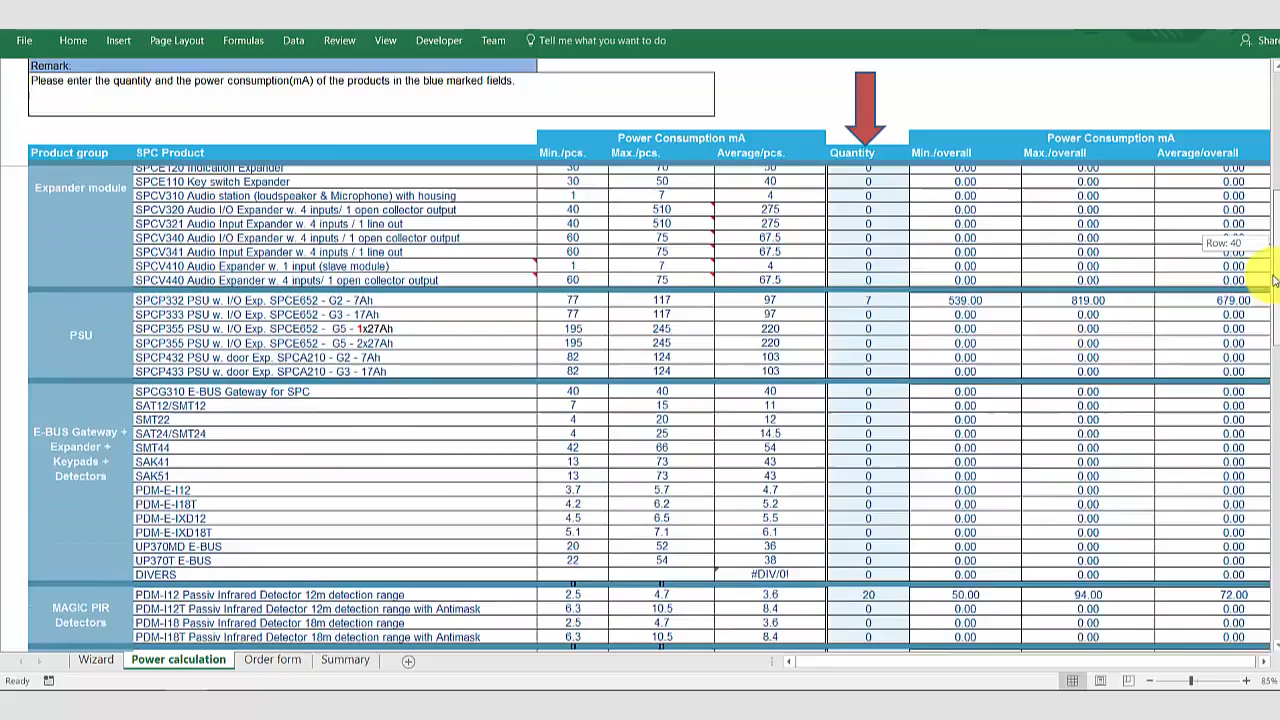 File Home Insert Page Layout Formulas Data Review View Developer Team Tell me what you want to do Share
Remark.
Please enter the quantity and the power consumption(mA) of the products in the blue marked fields.
Power Consumption mA Power Consumption mA
Product group SPC Product Min./pcs. Max./pcs. Average/pcs. Quantity Min./overall Max./overall Average/overall
SPCE120 Indication Expander 30 70 50 0 0.00 0.00 0.00
Expander module SPCE110 Key switch Expander 30 50 40 0 0.00 0.00 0.00
SPCV310 Audio station (loudspeaker & Microphone) with housing 1 7 4 0 0.00 0.00 0.00
SPCV320 Audio I/O Expander w. 4 inputs/ 1 open collector output 40 510 275 0 0.00 0.00 0.00
SPCV321 Audio Input Expander w. 4 inputs / 1 line out 40 510 275 0 0.00 0.00 0.00
SPCV340 Audio I/O Expander w. 4 inputs / 1 open collector output 60 75 67.5 0 0.00 0.00 0.00
Row: 40
SPCV341 Audio Input Expander w. 4 inputs / 1 line out 60 75 67.5 0 0.00 0.00 0.00
SPCV410 Audio Expander w. 1 input (slave module) 1 7 4 0 0.00 0.00 0.00
SPCV440 Audio Expander w. 4 inputs/ 1 open collector output 60 75 67.5 0 0.00 0.00 0.00
SPCP332 PSU w. I/O Exp. SPCE652 - G2 - 7Ah 77 117 97 7 539.00 819.00 679.00
SPCP333 PSU w. I/O Exp. SPCE652 - G3 - 17Ah 77 117 97 0 0.00 0.00 0.00
PSU SPCP355 PSU w. I/O Exp. SPCE652 - G5 - 1x27Ah 195 245 220 0 0.00 0.00 0.00
SPCP355 PSU w. I/O Exp. SPCE652 - G5 - 2x27Ah 195 245 220 0 0.00 0.00 0.00
SPCP432 PSU w. door Exp. SPCA210 - G2 - 7Ah 82 124 103 0 0.00 0.00 0.00
SPCP433 PSU w. door Exp. SPCA210 - G3 - 17Ah 82 124 103 0 0.00 0.00 0.00
SPCG310 E-BUS Gateway for SPC 40 40 40 0 0.00 0.00 0.00
SAT12/SMT12 7 15 11 0 0.00 0.00 0.00
SMT22 4 20 12 0 0.00 0.00 0.00
E-BUS Gateway + SAT24/SMT24 4 25 14.5 0 0.00 0.00 0.00
Expander + SMT44 42 66 54 0 0.00 0.00 0.00
Keypads + SAK41 13 73 43 0 0.00 0.00 0.00
Detectors SAK51 13 73 43 0 0.00 0.00 0.00
PDM-E-I12 3.7 5.7 4.7 0 0.00 0.00 0.00
PDM-E-I18T 4.2 6.2 5.2 0 0.00 0.00 0.00
PDM-E-IXD12 4.5 6.5 5.5 0 0.00 0.00 0.00
PDM-E-IXD18T 5.1 7.1 6.1 0 0.00 0.00 0.00
UP370MD E-BUS 20 52 36 0 0.00 0.00 0.00
UP370T E-BUS 22 54 38 0 0.00 0.00 0.00
DIVERS #DIV/0! 0 0.00 0.00 0.00
PDM-I12 Passiv Infrared Detector 12m detection range 2.5 4.7 3.6 20 50.00 94.00 72.00
MAGIC PIR PDM-I12T Passiv Infrared Detector 12m detection range with Antimask 6.3 10.5 8.4 0 0.00 0.00 0.00
Detectors PDM-I18 Passiv Infrared Detector 18m detection range 2.5 4.7 3.6 0 0.00 0.00 0.00
PDM-I18T Passiv Infrared Detector 18m detection range with Antimask 6.3 10.5 8.4 0 0.00 0.00 0.00
Wizard Power calculation Order form Summary
Ready 85%